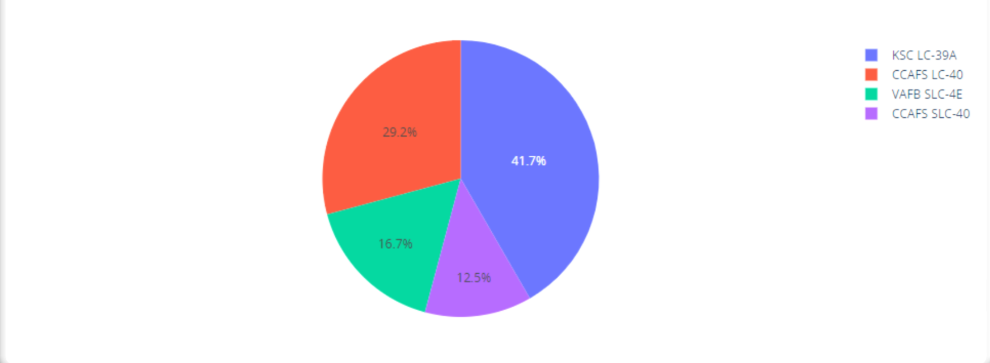 KSC LC-39A
CCAFS LC-40
VAFB SLC-4E
CCAFS SLC-40
29.2%
41.7%
16.7%
12.5%